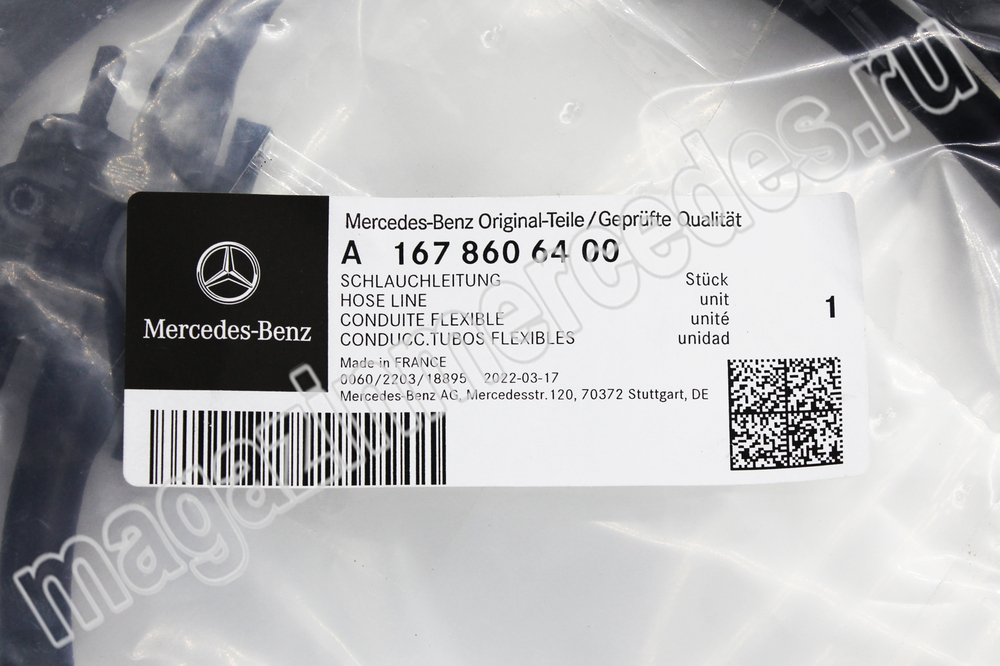 Mercedes-Benz Original-Teile/Geprüfte Qualität
A 167 860 64 00
SCHLAUCHLEITUNG Stück
HOSE LINE unit
CONDUITE FLEXIBLE unité
CONDUCC.TUBOS FLEXIBLES unidad
1
Made in FRANCE
0060/2203/18895 2022-03-17
Mercedes-Benz AG, Mercedesstr.120, 70372 Stuttgart, DE
Mercedes-Benz
magazinmercedes.ru